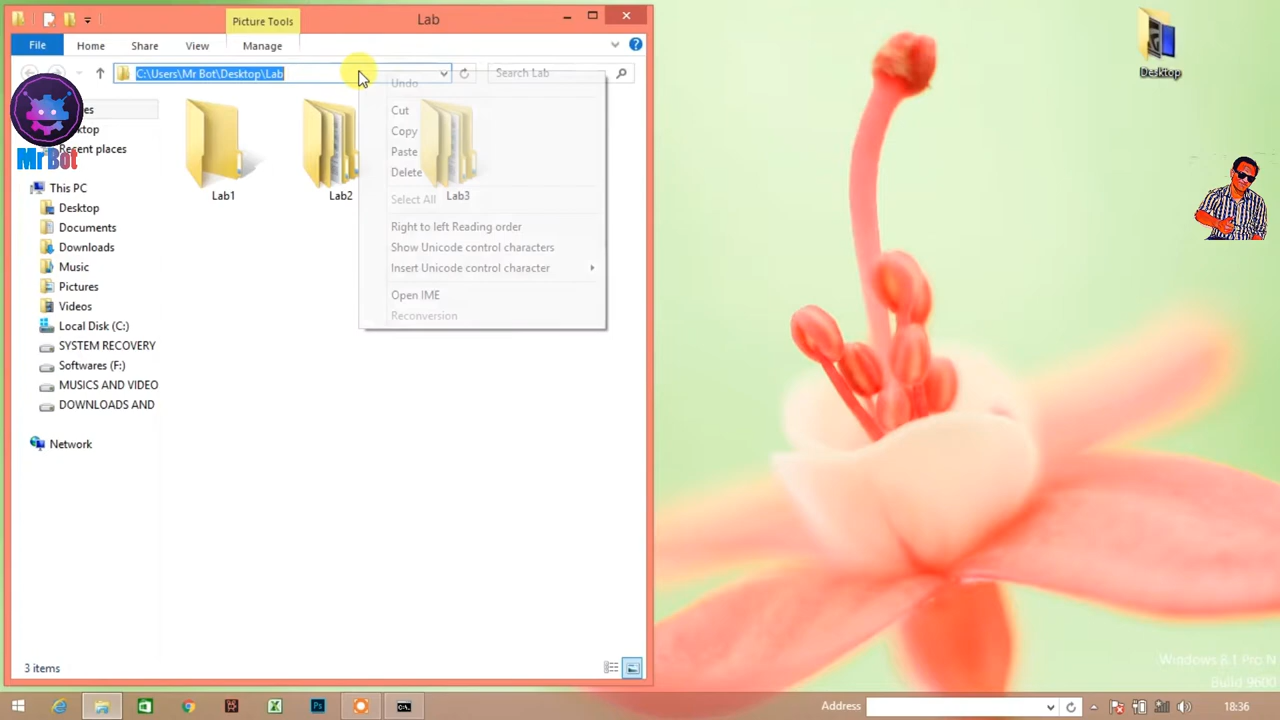 Picture Tools
Lab
File
Home
Share
View
Manage
C:\Users\Mr Bot\Desktop\Lab
Search Lab
Undo
Cut
Copy
Paste
Delete
Select All
Right to left Reading order
Show Unicode control characters
Insert Unicode control character
Open IME
Reconversion
Lab1
Lab2
Lab3
Mr Bot
Recent places
This PC
Desktop
Documents
Downloads
Music
Pictures
Videos
Local Disk (C:)
SYSTEM RECOVERY
Softwares (F:)
MUSICS AND VIDEO
DOWNLOADS AND
Network
3 items
Desktop
Windows 8.1 Pro N
Build 9600
Address
18:36